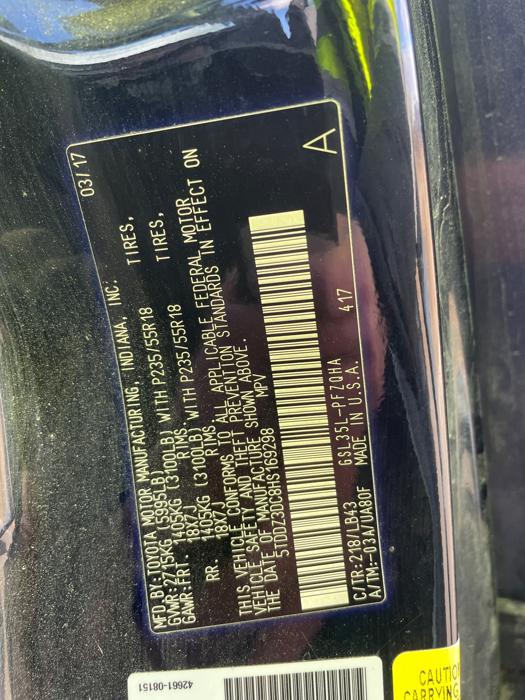 MFD.BY:TOYOTA MOTOR MANUFACTURING, INDIANA, INC. 03/17
GVWR: 2715KG (5995LB)
GAWR:FRT. 1405KG (3100LB) WITH P235/55R18 TIRES,
18X7J RIMS,
RR. 1405KG (3100LB) WITH P235/55R18 TIRES,
18X7J RIMS
THIS VEHICLE CONFORMS TO ALL APPLICABLE FEDERAL MOTOR
VEHICLE SAFETY AND THEFT PREVENTION STANDARDS IN EFFECT ON
THE DATE OF MANUFACTURE SHOWN ABOVE.
5TDDZ3DC8HS169298 MPV
A
C/TR:218/LB43 GSL35L-PFZQHA
A/TM:-03A/UA80F MADE IN U.S.A. 417
42661-08151
CAUTIO
CARRYING